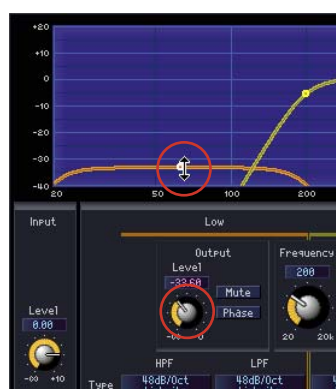 +20
+10
0
-10
-20
-30
-40
20 50 100 200
Input
Low
Output
Frequency
Level
-33.60
200
Mute
Phase
Level
0.00
-∞ 0
20 20k
-∞ +10
HPF LPF
Type
48dB/Oct 48dB/Oct